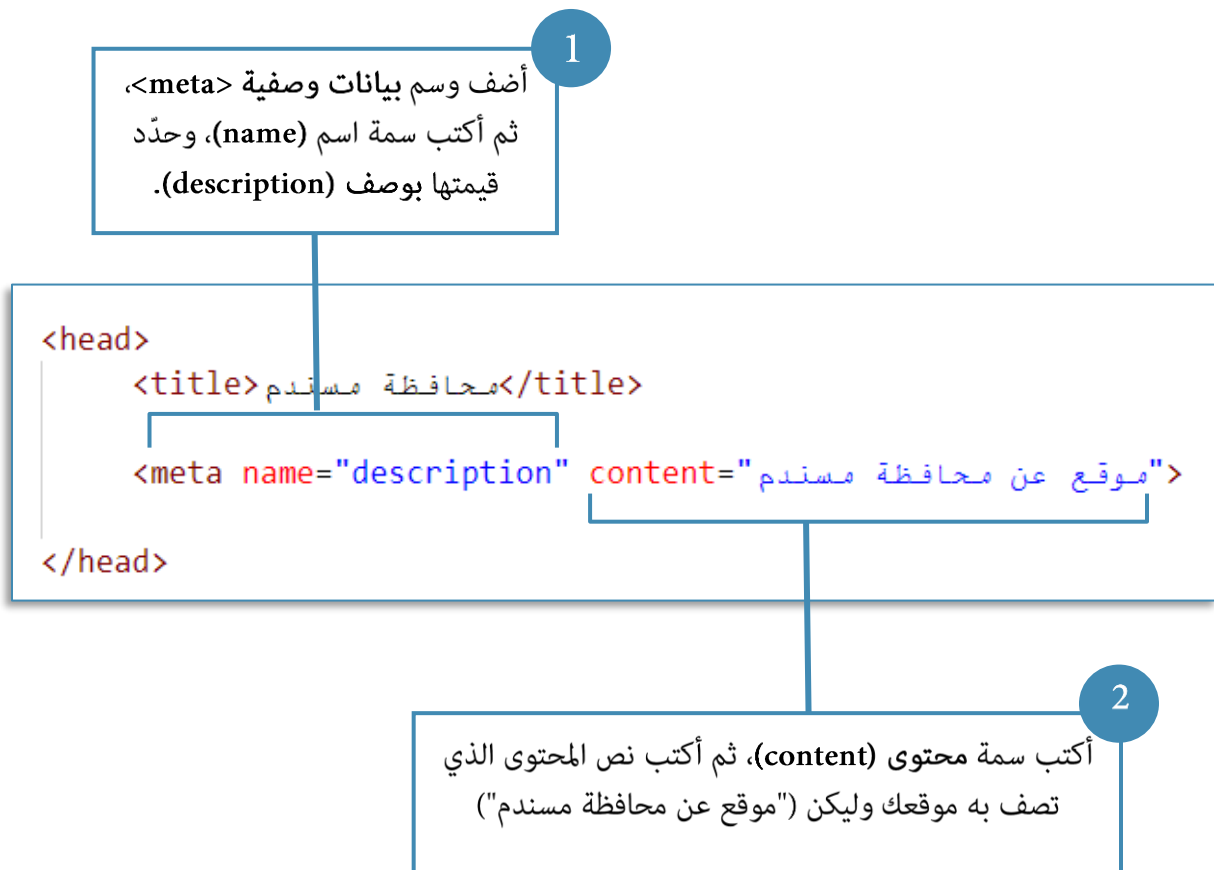 1
أضف وسم بيانات وصفية <meta>،
ثم أكتب سمة اسم (name)، وحدّد
قيمتها بوصف (description).
<head>
<title>محافظة مسندم</title>
<meta name="description" content="موقع عن محافظة مسندم">
</head>
2
أكتب سمة محتوى (content)، ثم أكتب نص المحتوى الذي
تصف به موقعك وليكن ("موقع عن محافظة مسندم")